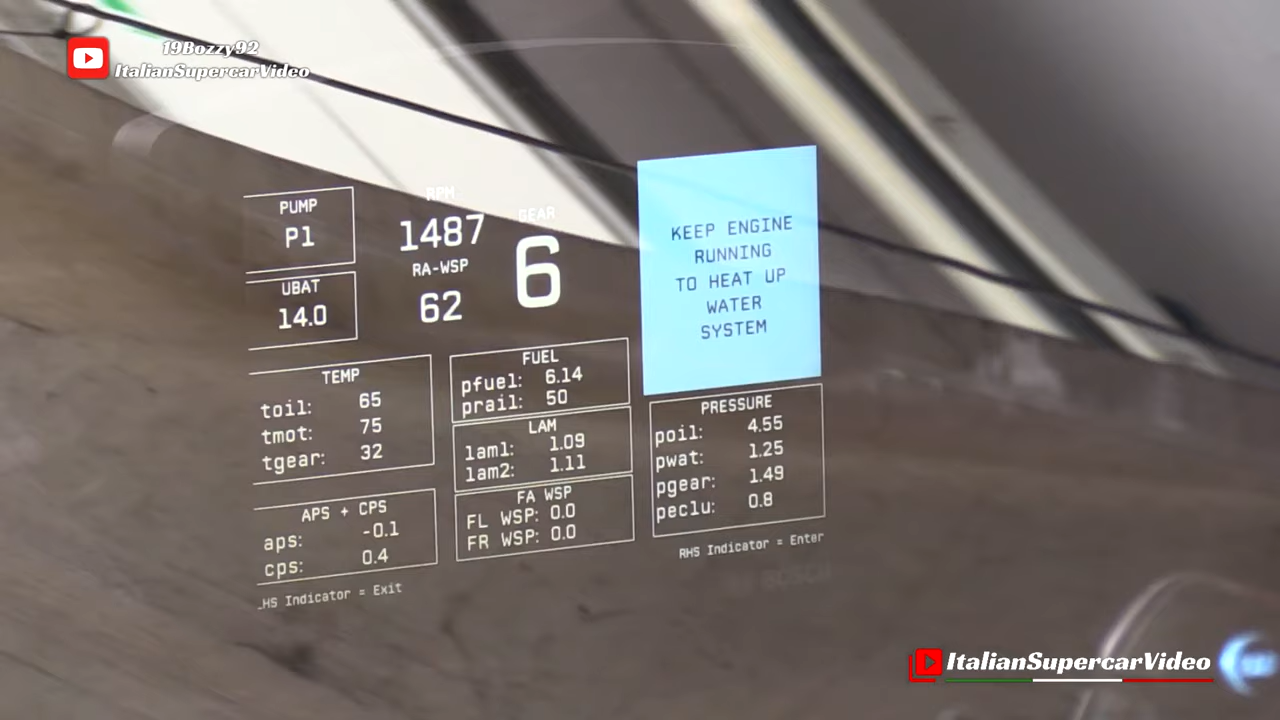 19Bozzy92
ItalianSupercarVideo
PUMP
P1
UBAT
14.0
RPM
1487
RA-WSP
62
GEAR
6
KEEP ENGINE
RUNNING
TO HEAT UP
WATER
SYSTEM
TEMP
toil: 65
tmot: 75
tgear: 32
FUEL
pfuel: 6.14
prail: 50
LAM
lam1: 1.09
lam2: 1.11
PRESSURE
poil: 4.55
pwat: 1.25
pgear: 1.49
peclu: 0.8
APS + CPS
aps: -0.1
cps: 0.4
FA WSP
FL WSP: 0.0
FR WSP: 0.0
HS Indicator = Exit
RHS Indicator = Enter
BOSCH
ItalianSupercarVideo